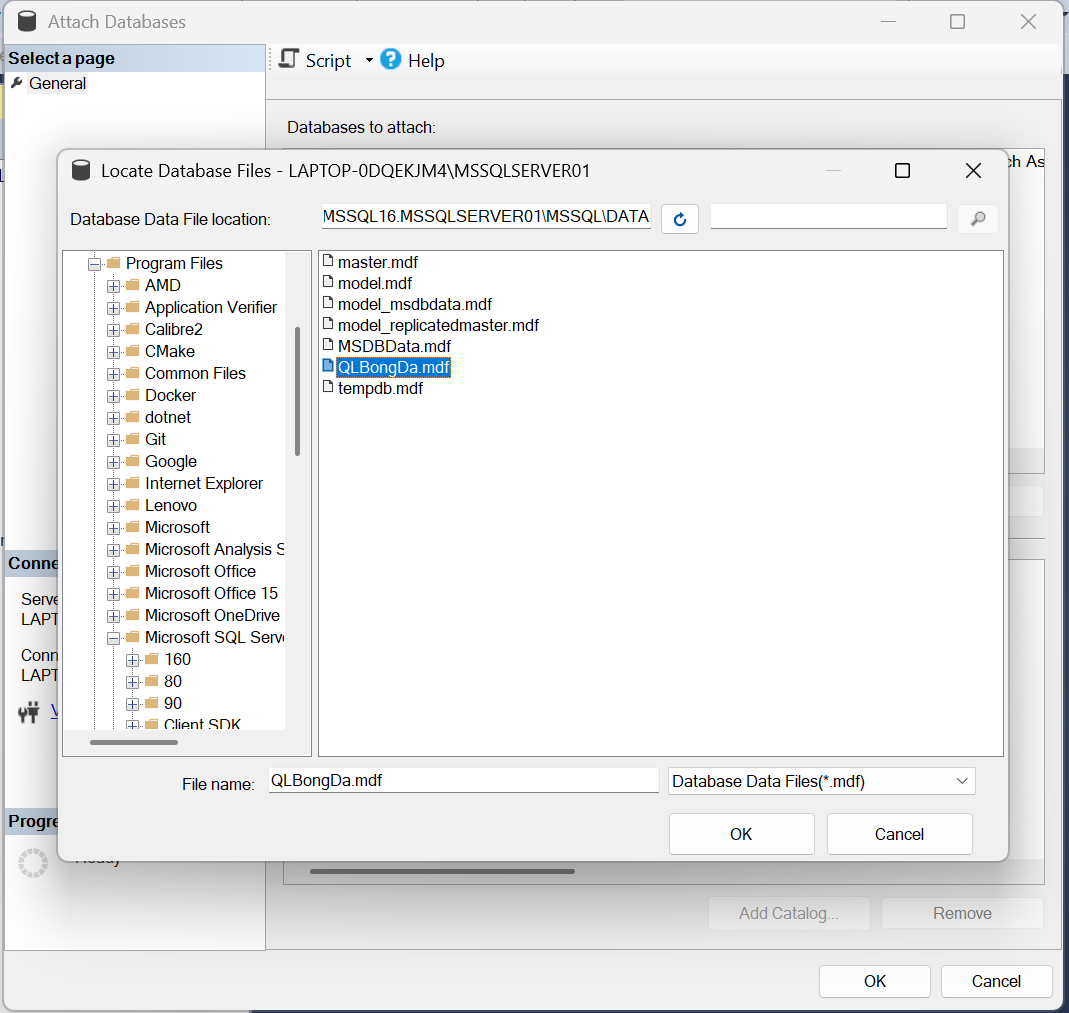 Attach Databases
Select a page
General
Script
Help
Databases to attach:
ch As
Locate Database Files - LAPTOP-0DQEKJM4\MSSQLSERVER01
Database Data File location:
MSSQL16.MSSQLSERVER01\MSSQL\DATA
Program Files
AMD
Application Verifier
Calibre2
CMake
Common Files
Docker
dotnet
Git
Google
Internet Explorer
Lenovo
Microsoft
Microsoft Analysis S
Microsoft Office
Microsoft Office 15
Microsoft OneDrive
Microsoft SQL Serve
160
80
90
Client SDK
master.mdf
model.mdf
model_msdbdata.mdf
model_replicatedmaster.mdf
MSDBData.mdf
QLBongDa.mdf
tempdb.mdf
File name:
QLBongDa.mdf
Database Data Files(*.mdf)
OK
Cancel
Conne
Serve
LAPT
Conn
LAPT
V
Progre
Ready
Add Catalog...
Remove
OK
Cancel